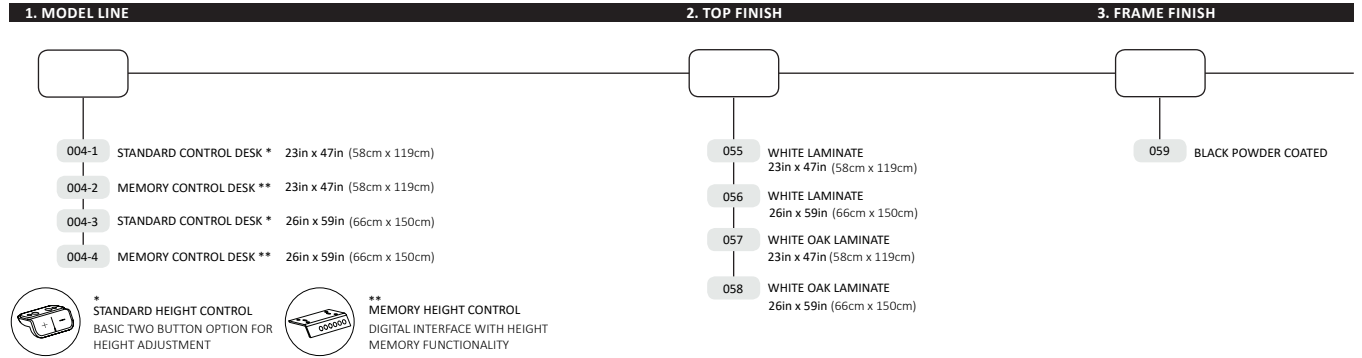 1. MODEL LINE
2. TOP FINISH
3. FRAME FINISH
004-1 STANDARD CONTROL DESK * 23in x 47in (58cm x 119cm)
004-2 MEMORY CONTROL DESK ** 23in x 47in (58cm x 119cm)
004-3 STANDARD CONTROL DESK * 26in x 59in (66cm x 150cm)
004-4 MEMORY CONTROL DESK ** 26in x 59in (66cm x 150cm)
*
STANDARD HEIGHT CONTROL
BASIC TWO BUTTON OPTION FOR
HEIGHT ADJUSTMENT
**
MEMORY HEIGHT CONTROL
DIGITAL INTERFACE WITH HEIGHT
MEMORY FUNCTIONALITY
055 WHITE LAMINATE
23in x 47in (58cm x 119cm)
056 WHITE LAMINATE
26in x 59in (66cm x 150cm)
057 WHITE OAK LAMINATE
23in x 47in (58cm x 119cm)
058 WHITE OAK LAMINATE
26in x 59in (66cm x 150cm)
059 BLACK POWDER COATED